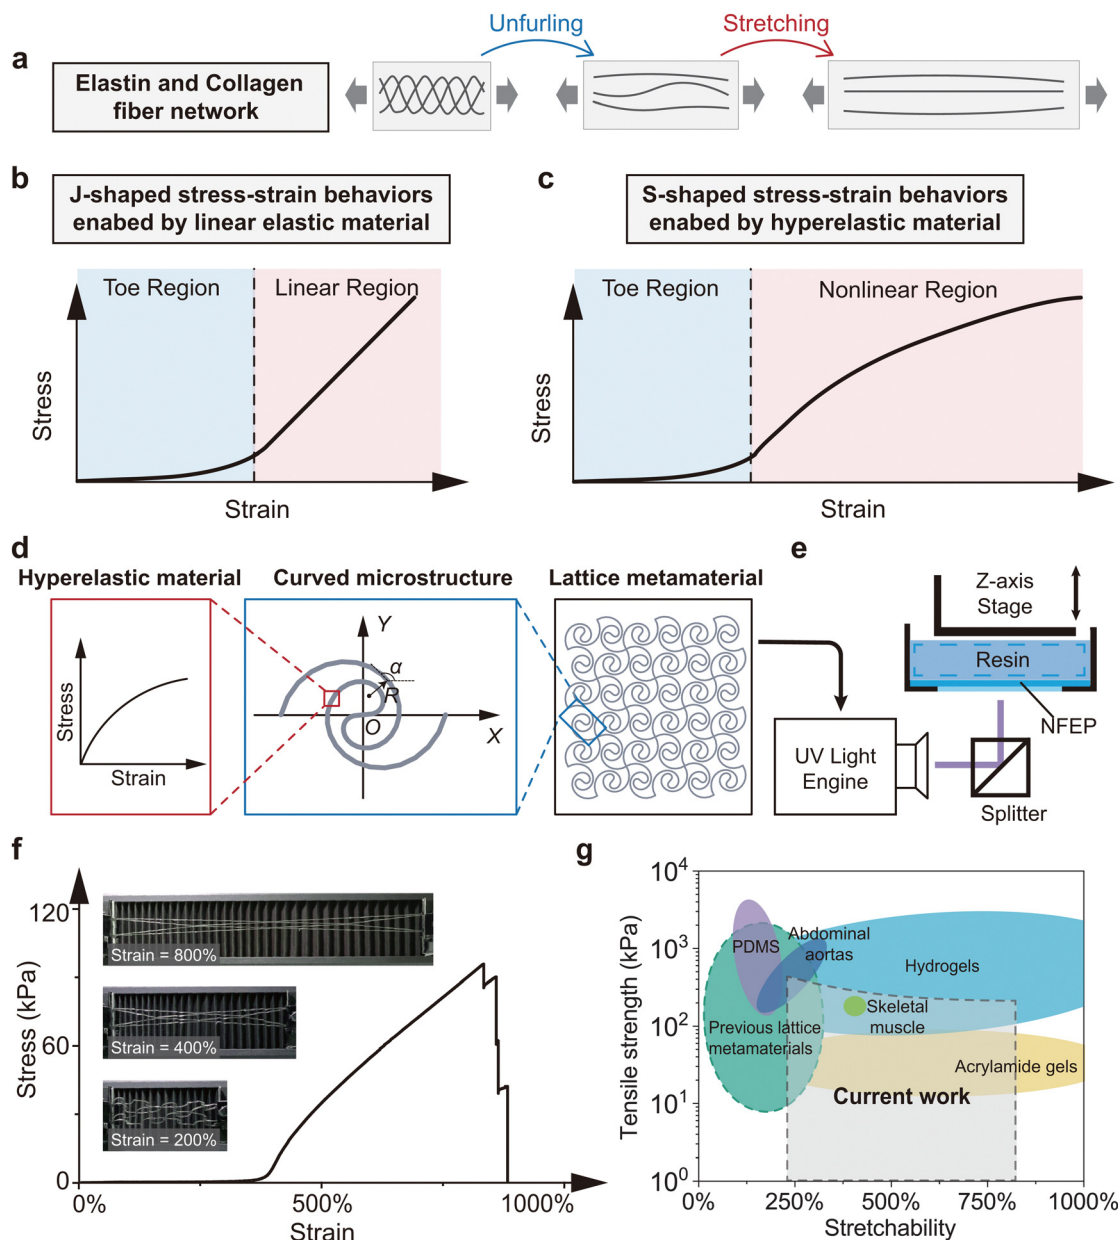 a
Unfurling
Stretching
Elastin and Collagen
fiber network
b
J-shaped stress-strain behaviors
enabed by linear elastic material
Toe Region
Linear Region
Stress
Strain
c
S-shaped stress-strain behaviors
enabed by hyperelastic material
Toe Region
Nonlinear Region
Stress
Strain
d
Hyperelastic material
Curved microstructure
Lattice metamaterial
Stress
Strain
Y
α
R
O
X
e
Z-axis
Stage
Resin
NFEP
UV Light
Engine
Splitter
f
Stress (kPa)
120
60
0
Strain = 800%
Strain = 400%
Strain = 200%
0%
500%
1000%
Strain
g
Tensile strength (kPa)
10⁴
10³
10²
10¹
10⁰
PDMS
Abdominal
aortas
Hydrogels
Skeletal
muscle
Previous lattice
metamaterials
Acrylamide gels
Current work
0%
250%
500%
750%
1000%
Stretchability